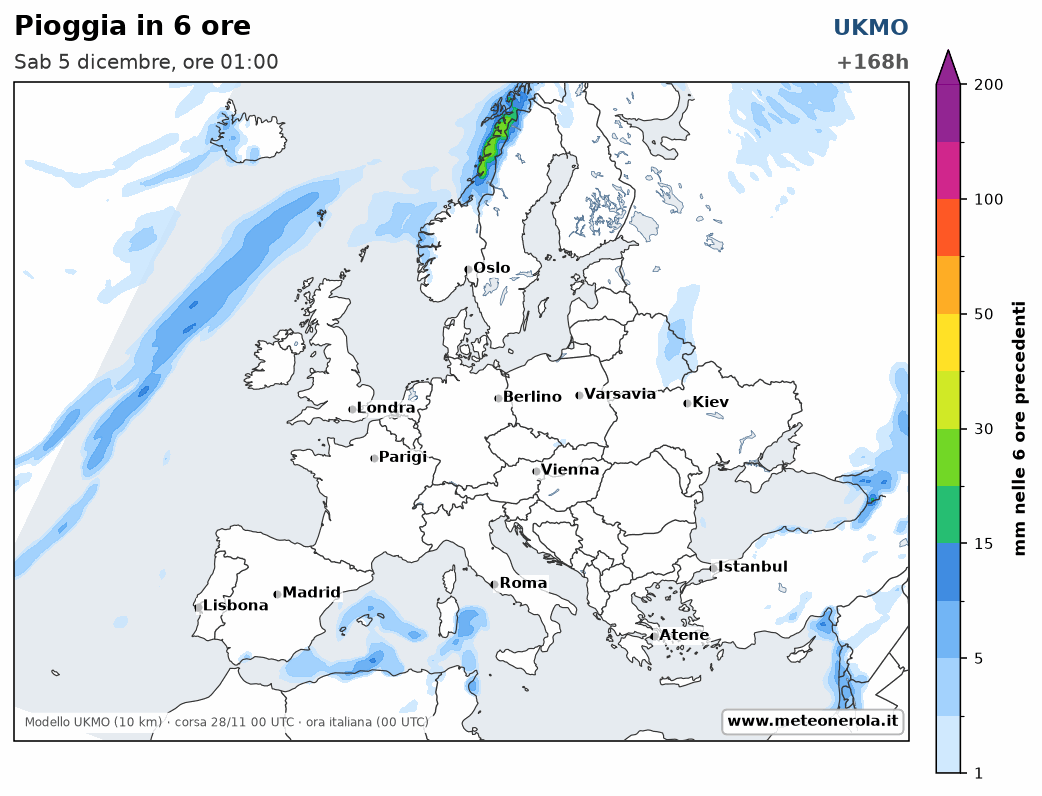 Pioggia in 6 ore
UKMO
Sab 5 dicembre, ore 01:00
+168h
200
100
50
30
15
5
1
mm nelle 6 ore precedenti
Oslo
Berlino
Varsavia
Kiev
Londra
Parigi
Vienna
Istanbul
Roma
Madrid
Lisbona
Atene
Modello UKMO (10 km) · corsa 28/11 00 UTC · ora italiana (00 UTC)
www.meteonerola.it